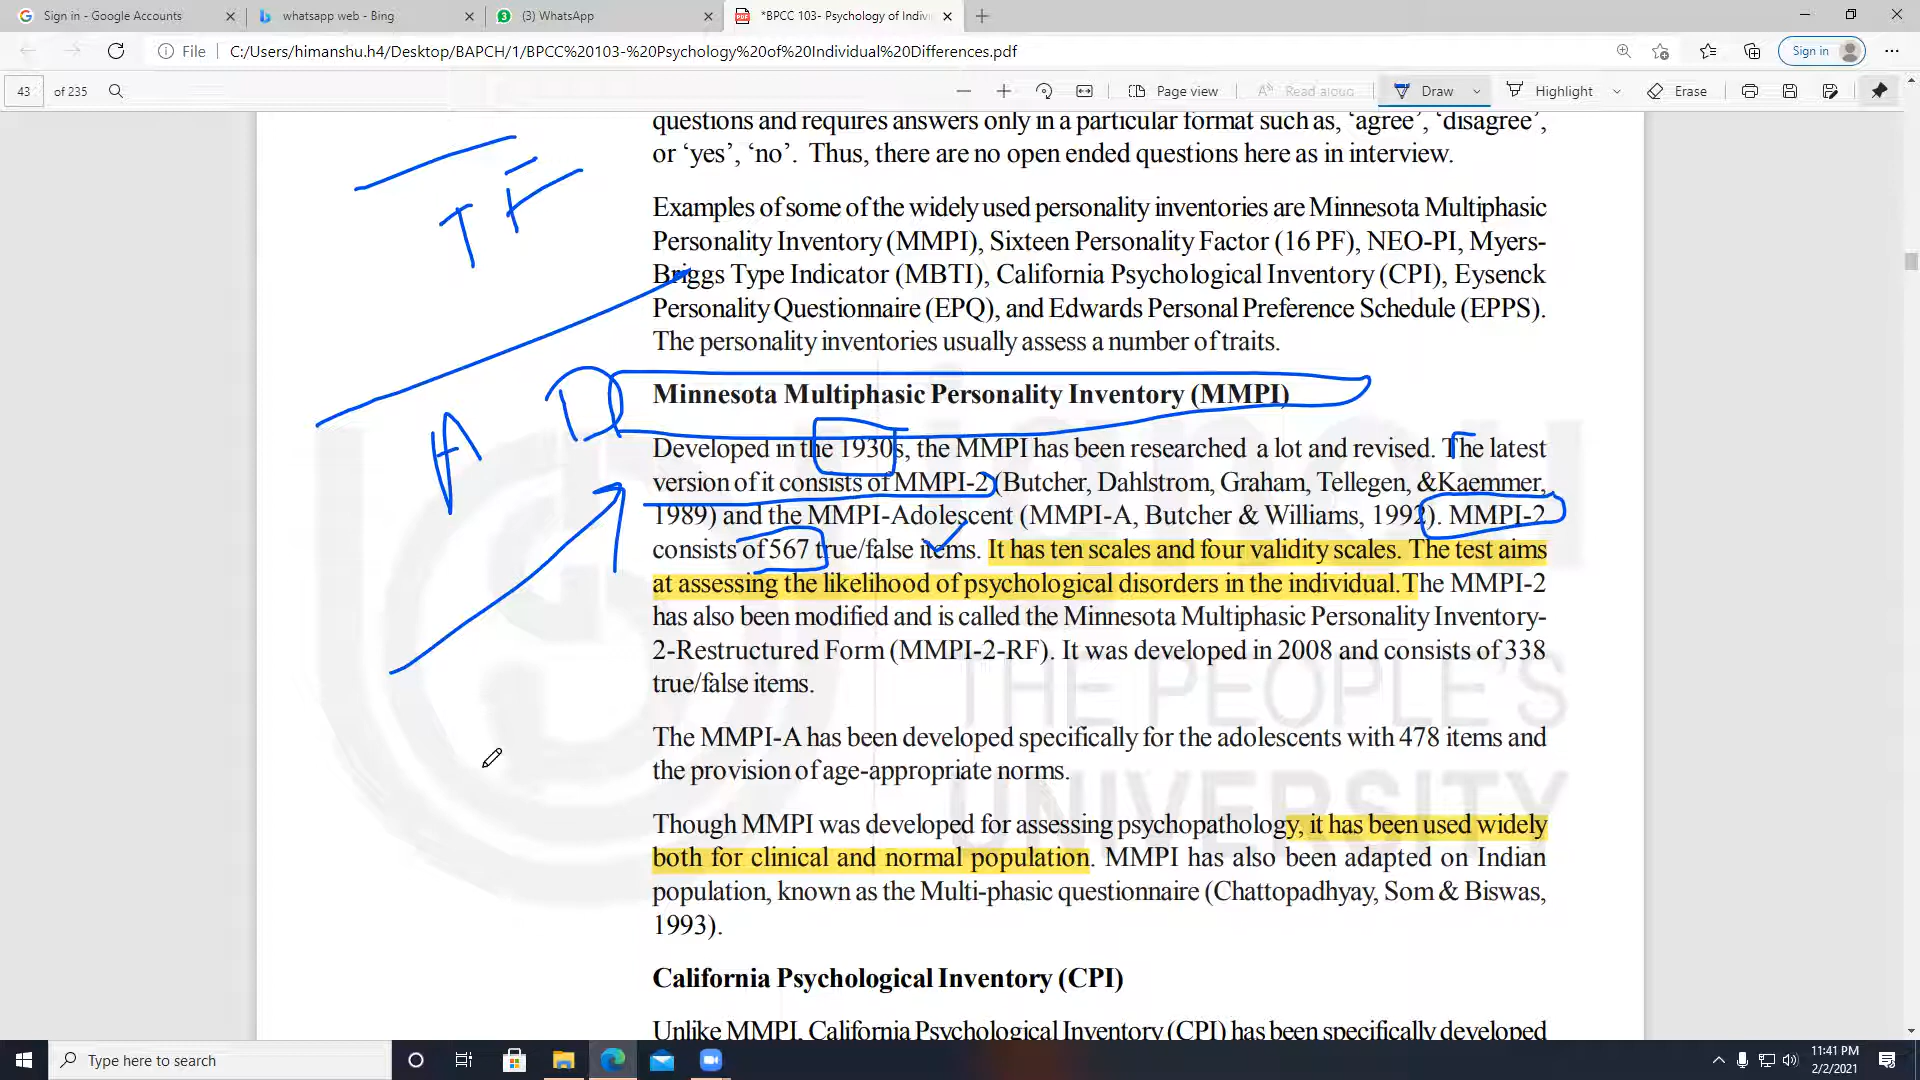 Sign in - Google Accounts
whatsapp web - Bing
(3) WhatsApp
*BPCC 103- Psychology of Indivi
File
C:/Users/himanshu.h4/Desktop/BAPCH/1/BPCC%20103-%20Psychology%20of%20Individual%20Differences.pdf
Sign in
43 of 235
Page view
Read aloud
Draw
Highlight
Erase
questions and requires answers only in a particular format such as, ‘agree’, ‘disagree’,
or ‘yes’, ‘no’. Thus, there are no open ended questions here as in interview.
T F
Examples of some of the widely used personality inventories are Minnesota Multiphasic
Personality Inventory (MMPI), Sixteen Personality Factor (16 PF), NEO-PI, Myers-
Briggs Type Indicator (MBTI), California Psychological Inventory (CPI), Eysenck
Personality Questionnaire (EPQ), and Edwards Personal Preference Schedule (EPPS).
The personality inventories usually assess a number of traits.
A D
Minnesota Multiphasic Personality Inventory (MMPI)
Developed in the 1930s, the MMPI has been researched a lot and revised. The latest
version of it consists of MMPI-2 (Butcher, Dahlstrom, Graham, Tellegen, &Kaemmer,
1989) and the MMPI-Adolescent (MMPI-A, Butcher & Williams, 1992). MMPI-2
consists of 567 true/false items. It has ten scales and four validity scales. The test aims
at assessing the likelihood of psychological disorders in the individual. The MMPI-2
has also been modified and is called the Minnesota Multiphasic Personality Inventory-
2-Restructured Form (MMPI-2-RF). It was developed in 2008 and consists of 338
true/false items.
The MMPI-A has been developed specifically for the adolescents with 478 items and
the provision of age-appropriate norms.
Though MMPI was developed for assessing psychopathology, it has been used widely
both for clinical and normal population. MMPI has also been adapted on Indian
population, known as the Multi-phasic questionnaire (Chattopadhyay, Som & Biswas,
1993).
California Psychological Inventory (CPI)
Unlike MMPI, California Psychological Inventory (CPI) has been specifically developed
ignou
THE PEOPLE'S
UNIVERSITY
Type here to search
11:41 PM
2/2/2021